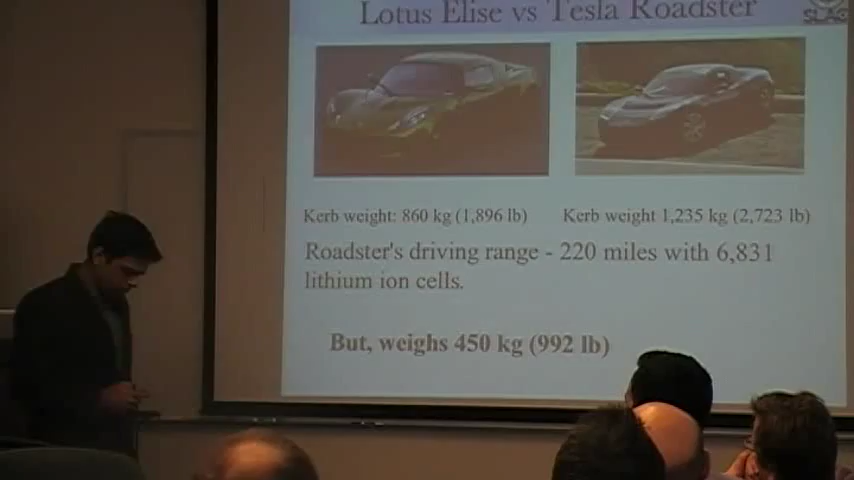 Lotus Elise vs Tesla Roadster
SLAC
Kerb weight: 860 kg (1,896 lb)
Kerb weight 1,235 kg (2,723 lb)
Roadster's driving range - 220 miles with 6,831
lithium ion cells.
But, weighs 450 kg (992 lb)